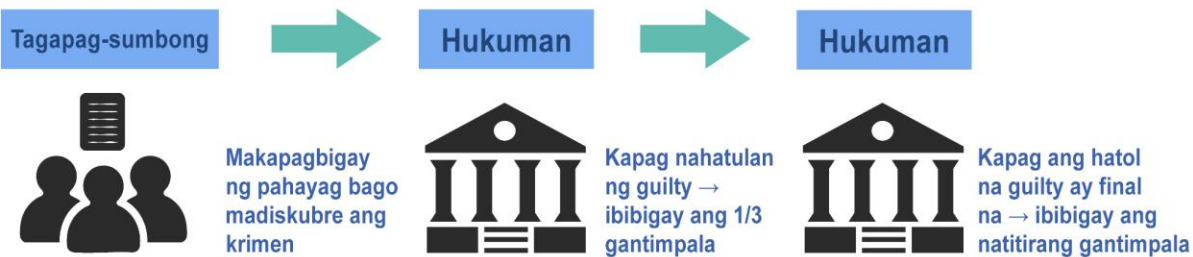 Tagapag-sumbong
Hukuman
Hukuman
Makapagbigay
ng pahayag bago
madiskubre ang
krimen
Kapag nahatulan
ng guilty →
ibibigay ang 1/3
gantimpala
Kapag ang hatol
na guilty ay final
na → ibibigay ang
natitirang gantimpala